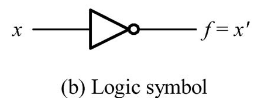 x f = x'
(b) Logic symbol